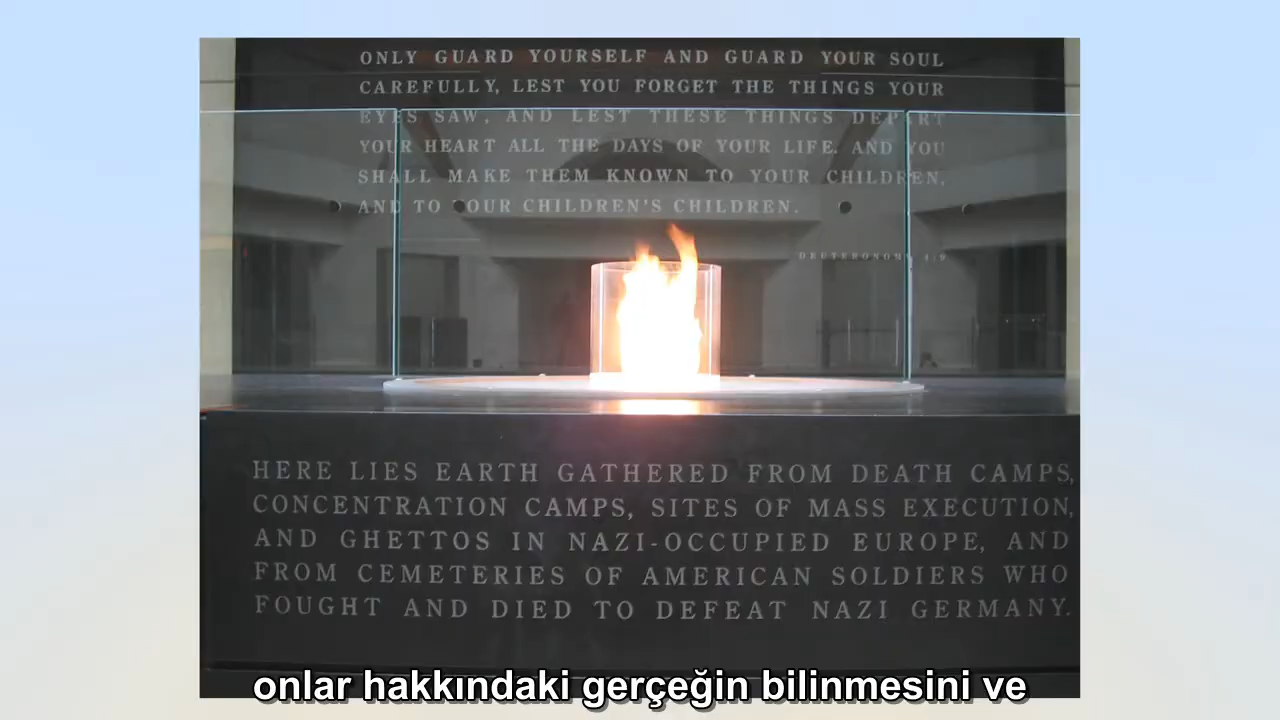 ONLY GUARD YOURSELF AND GUARD YOUR SOUL
CAREFULLY, LEST YOU FORGET THE THINGS YOUR
EYES SAW, AND LEST THESE THINGS DEPART
YOUR HEART ALL THE DAYS OF YOUR LIFE. AND YOU
SHALL MAKE THEM KNOWN TO YOUR CHILDREN,
AND TO YOUR CHILDREN'S CHILDREN.
DEUTERONOMY 4:9
HERE LIES EARTH GATHERED FROM DEATH CAMPS,
CONCENTRATION CAMPS, SITES OF MASS EXECUTION,
AND GHETTOS IN NAZI-OCCUPIED EUROPE, AND
FROM CEMETERIES OF AMERICAN SOLDIERS WHO
FOUGHT AND DIED TO DEFEAT NAZI GERMANY.
onlar hakkındaki gerçeğin bilinmesini ve